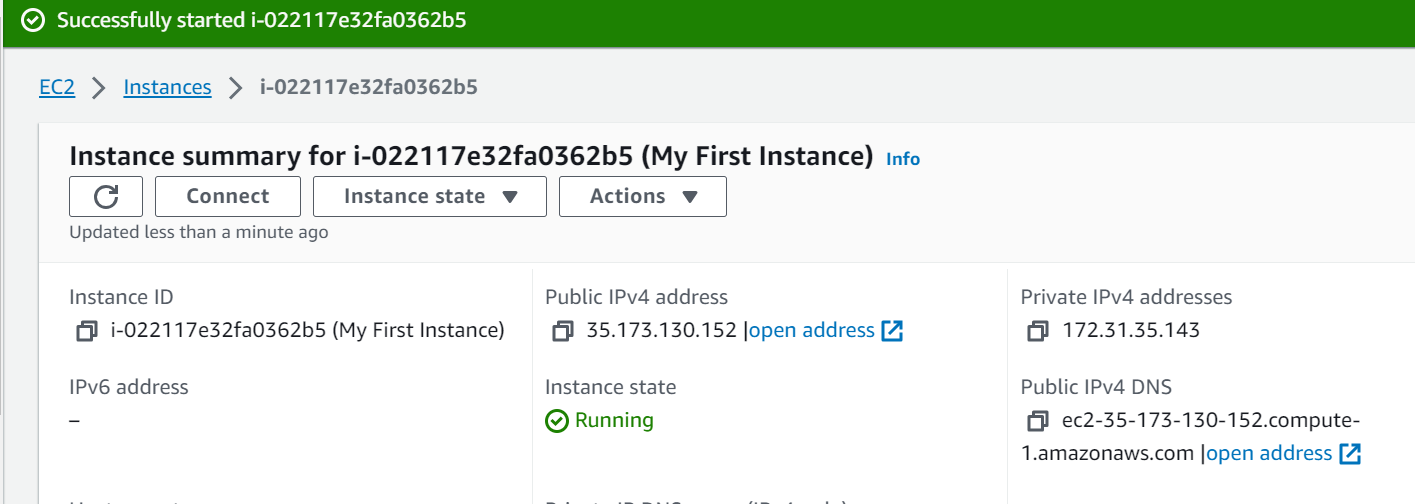 Successfully started i-022117e32fa0362b5
EC2 > Instances > i-022117e32fa0362b5
Instance summary for i-022117e32fa0362b5 (My First Instance) Info
Connect Instance state Actions
Updated less than a minute ago
Instance ID
i-022117e32fa0362b5 (My First Instance)
Public IPv4 address
35.173.130.152 |open address
Private IPv4 addresses
172.31.35.143
IPv6 address
–
Instance state
Running
Public IPv4 DNS
ec2-35-173-130-152.compute-
1.amazonaws.com |open address